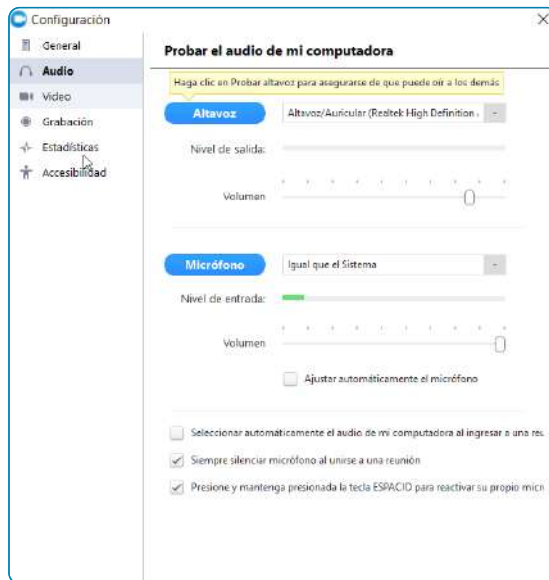 Configuración
General
Audio
Video
Grabación
Estadísticas
Accesibilidad
Probar el audio de mi computadora
Haga clic en Probar altavoz para asegurarse de que puede oír a los demás
Altavoz
Altavoz/Auricular (Realtek High Definition
Nivel de salida:
Volumen
Micrófono
Igual que el Sistema
Nivel de entrada:
Volumen
Ajustar automáticamente el micrófono
Seleccionar automáticamente el audio de mi computadora al ingresar a una reu
Siempre silenciar micrófono al unirse a una reunión
Presione y mantenga presionada la tecla ESPACIO para reactivar su propio micr